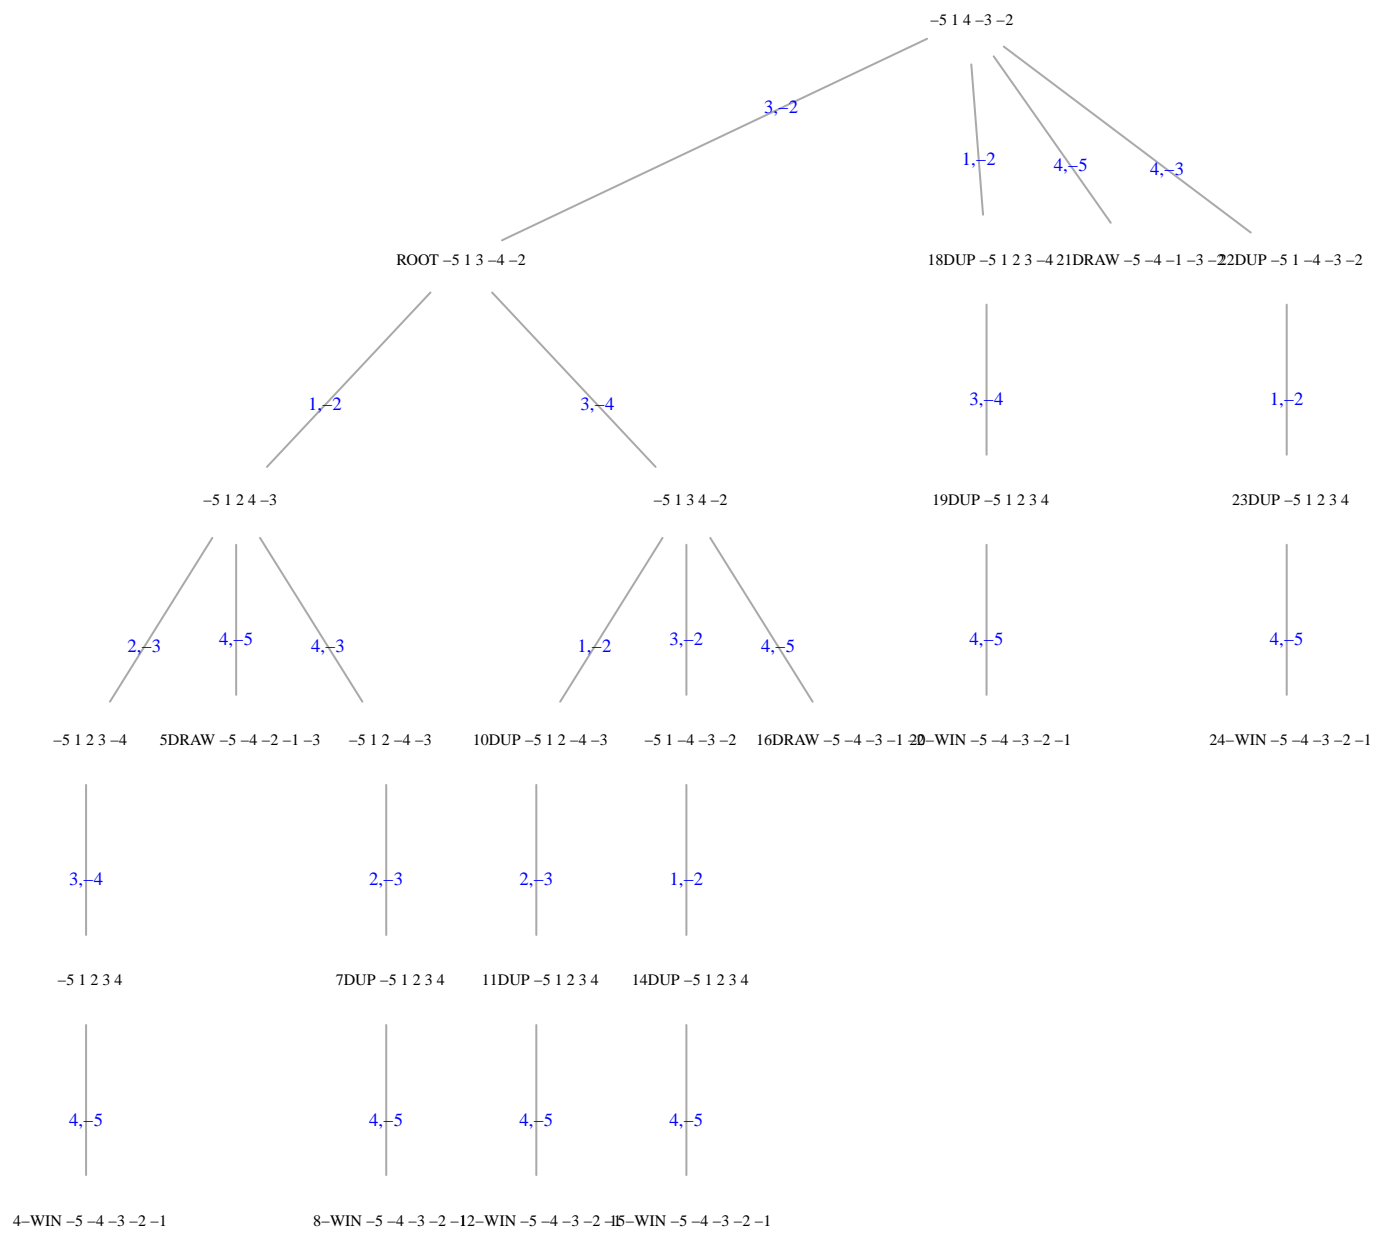 −5 1 4 −3 −2
3,−2
1,−2
4,−5
4,−3
ROOT −5 1 3 −4 −2
18DUP −5 1 2 3 −4
21DRAW −5 −4 −1 −3 −2
22DUP −5 1 −4 −3 −2
1,−2
3,−4
3,−4
1,−2
−5 1 2 4 −3
−5 1 3 4 −2
19DUP −5 1 2 3 4
23DUP −5 1 2 3 4
2,−3
4,−5
4,−3
1,−2
3,−2
4,−5
4,−5
4,−5
−5 1 2 3 −4
5DRAW −5 −4 −2 −1 −3
−5 1 2 −4 −3
10DUP −5 1 2 −4 −3
−5 1 −4 −3 −2
16DRAW −5 −4 −3 −1 −2
20−WIN −5 −4 −3 −2 −1
24−WIN −5 −4 −3 −2 −1
3,−4
2,−3
2,−3
1,−2
−5 1 2 3 4
7DUP −5 1 2 3 4
11DUP −5 1 2 3 4
14DUP −5 1 2 3 4
4,−5
4,−5
4,−5
4,−5
4−WIN −5 −4 −3 −2 −1
8−WIN −5 −4 −3 −2 −1
12−WIN −5 −4 −3 −2 −1
15−WIN −5 −4 −3 −2 −1